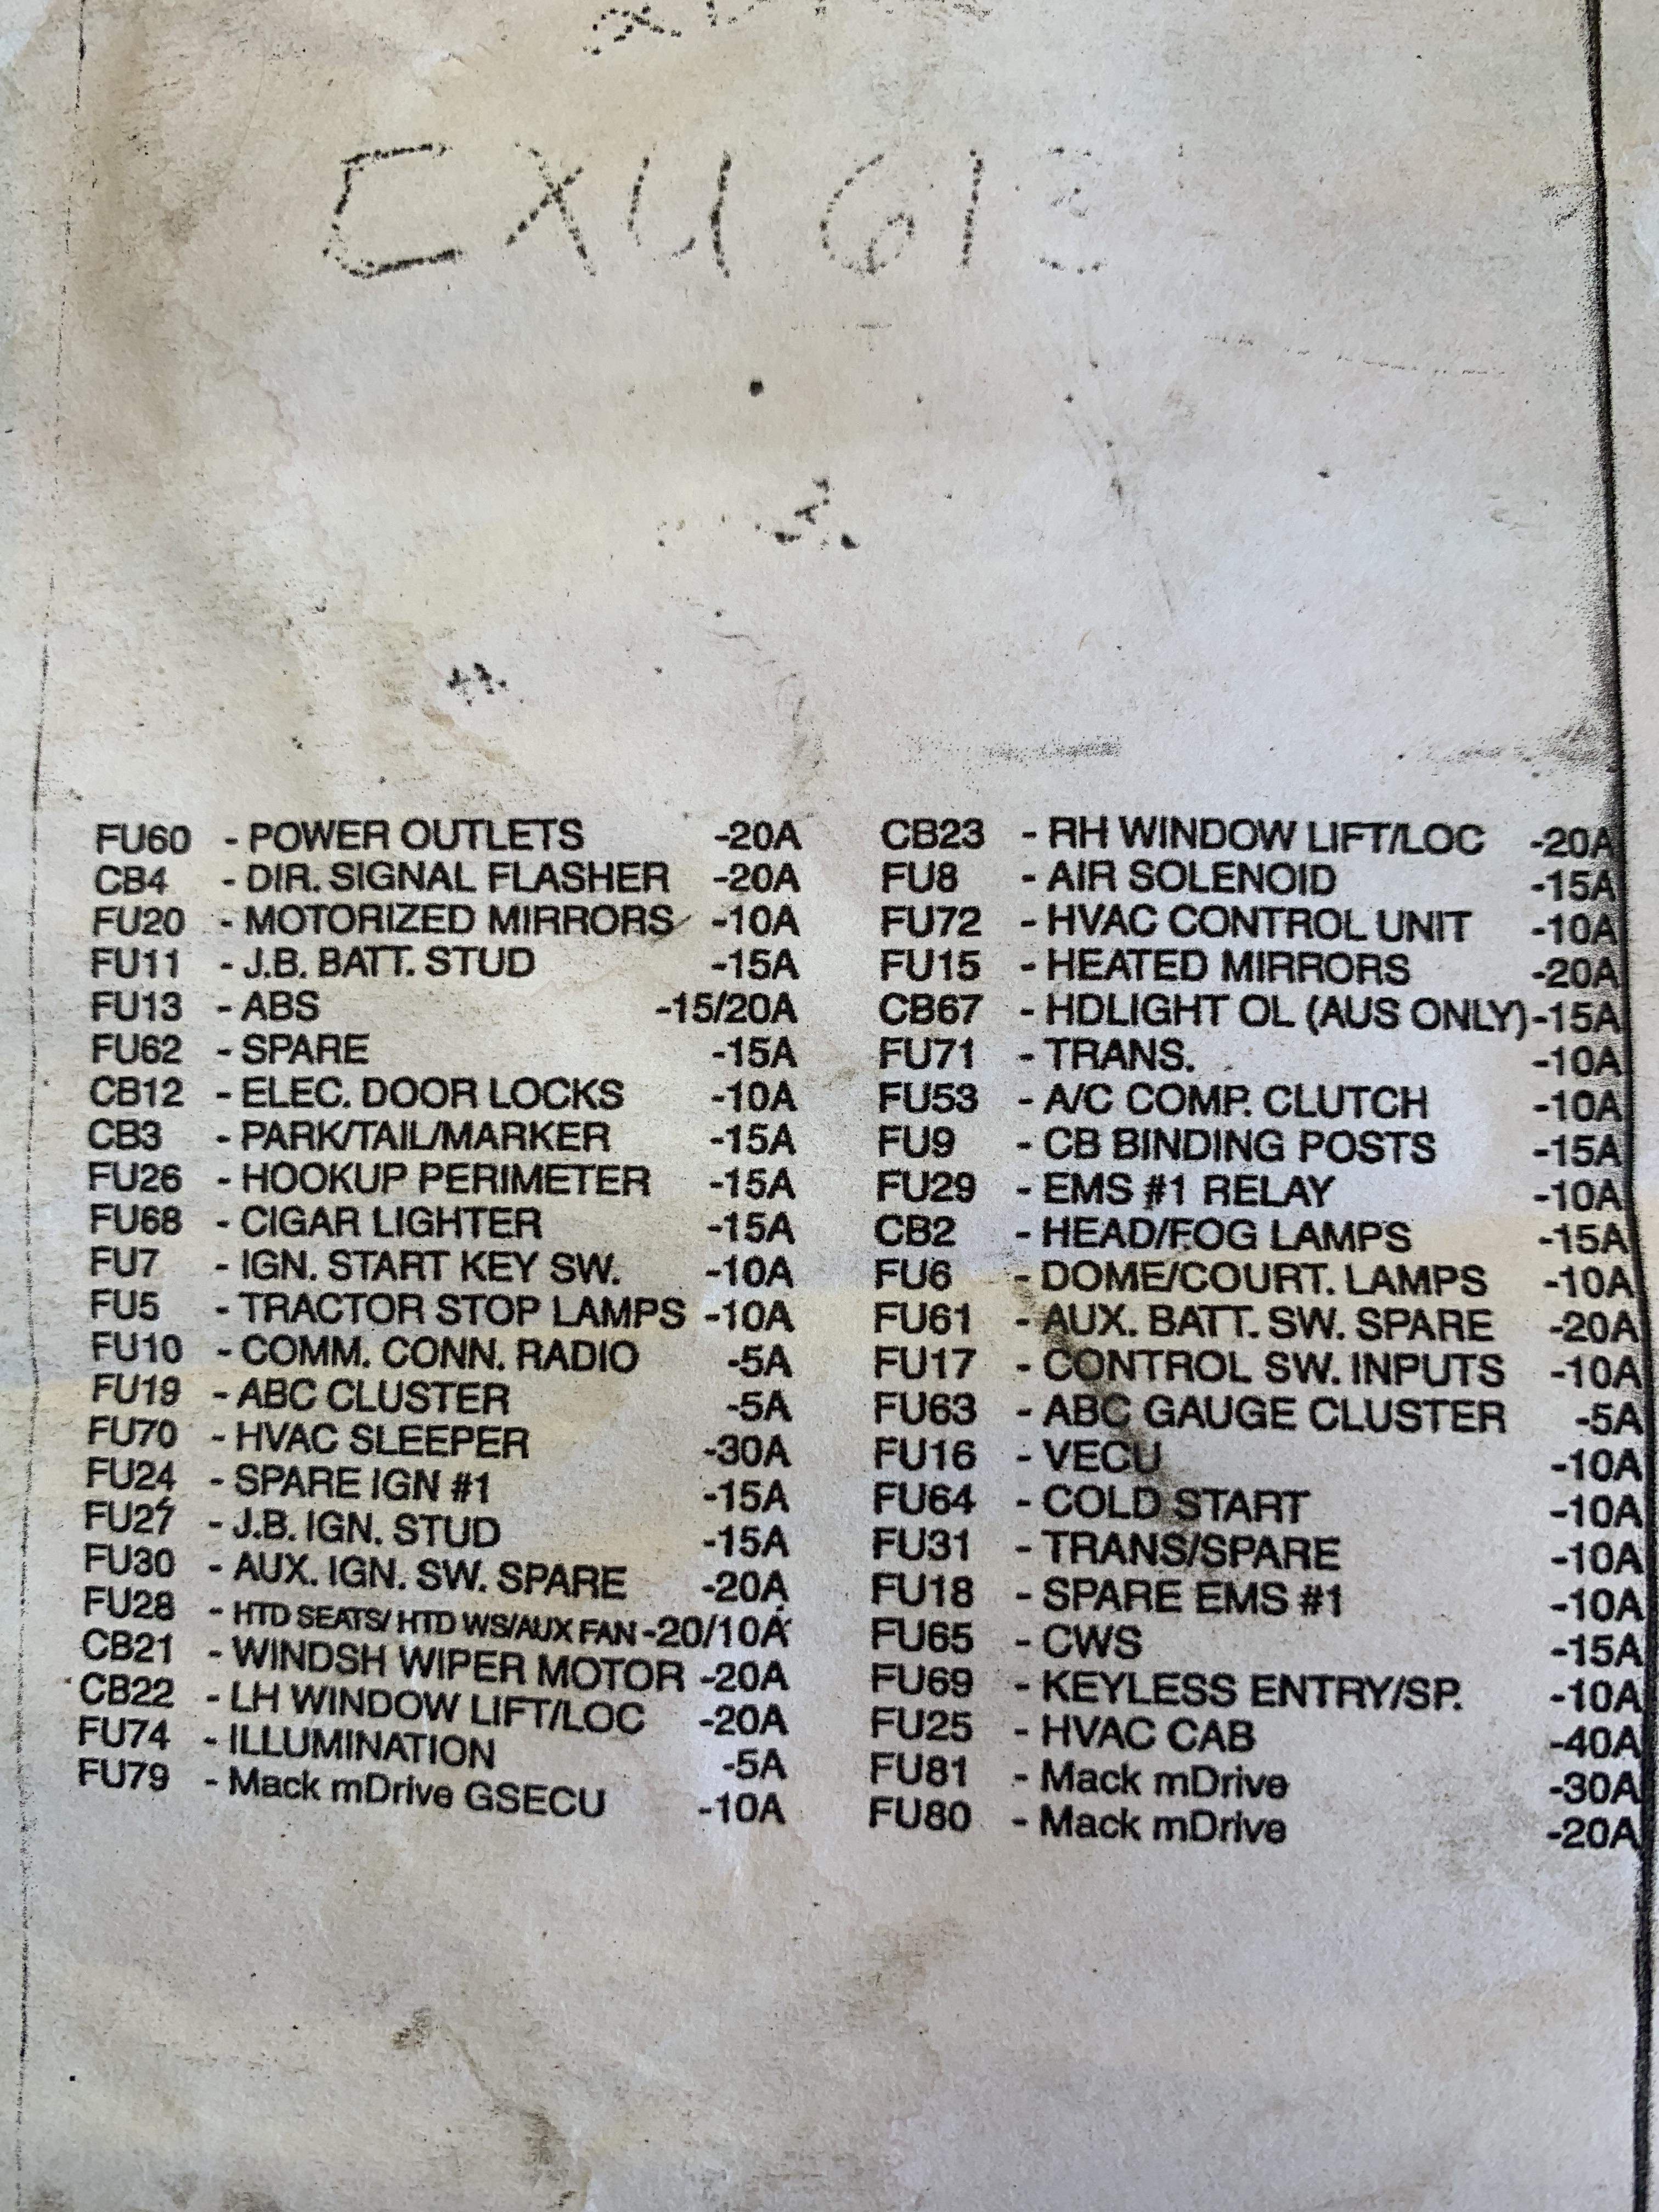 CXU 613
FU60 - POWER OUTLETS -20A
CB4 - DIR. SIGNAL FLASHER -20A
FU20 - MOTORIZED MIRRORS -10A
FU11 - J.B. BATT. STUD -15A
FU13 - ABS -15/20A
FU62 - SPARE -15A
CB12 - ELEC. DOOR LOCKS -10A
CB3 - PARK/TAIL/MARKER -15A
FU26 - HOOKUP PERIMETER -15A
FU68 - CIGAR LIGHTER -15A
FU7 - IGN. START KEY SW. -10A
FU5 - TRACTOR STOP LAMPS -10A
FU10 - COMM. CONN. RADIO -5A
FU19 - ABC CLUSTER -5A
FU70 - HVAC SLEEPER -30A
FU24 - SPARE IGN #1 -15A
FU27 - J.B. IGN. STUD -15A
FU30 - AUX. IGN. SW. SPARE -20A
FU28 - HTD SEATS/ HTD WS/AUX FAN -20/10A
CB21 - WINDSH WIPER MOTOR -20A
CB22 - LH WINDOW LIFT/LOC -20A
FU74 - ILLUMINATION -5A
FU79 - Mack mDrive GSECU -10A
CB23 - RH WINDOW LIFT/LOC -20A
FU8 - AIR SOLENOID -15A
FU72 - HVAC CONTROL UNIT -10A
FU15 - HEATED MIRRORS -20A
CB67 - HDLIGHT OL (AUS ONLY) -15A
FU71 - TRANS. -10A
FU53 - A/C COMP. CLUTCH -10A
FU9 - CB BINDING POSTS -15A
FU29 - EMS #1 RELAY -10A
CB2 - HEAD/FOG LAMPS -15A
FU6 - DOME/COURT. LAMPS -10A
FU61 - AUX. BATT. SW. SPARE -20A
FU17 - CONTROL SW. INPUTS -10A
FU63 - ABC GAUGE CLUSTER -5A
FU16 - VECU -10A
FU64 - COLD START -10A
FU31 - TRANS/SPARE -10A
FU18 - SPARE EMS #1 -10A
FU65 - CWS -15A
FU69 - KEYLESS ENTRY/SP. -10A
FU25 - HVAC CAB -40A
FU81 - Mack mDrive -30A
FU80 - Mack mDrive -20A